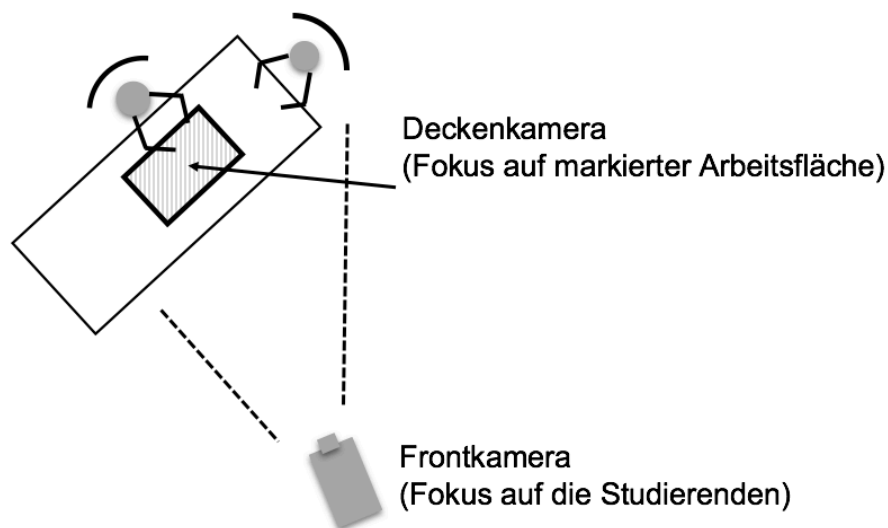 Deckenkamera
(Fokus auf markierter Arbeitsfläche)
Frontkamera
(Fokus auf die Studierenden)